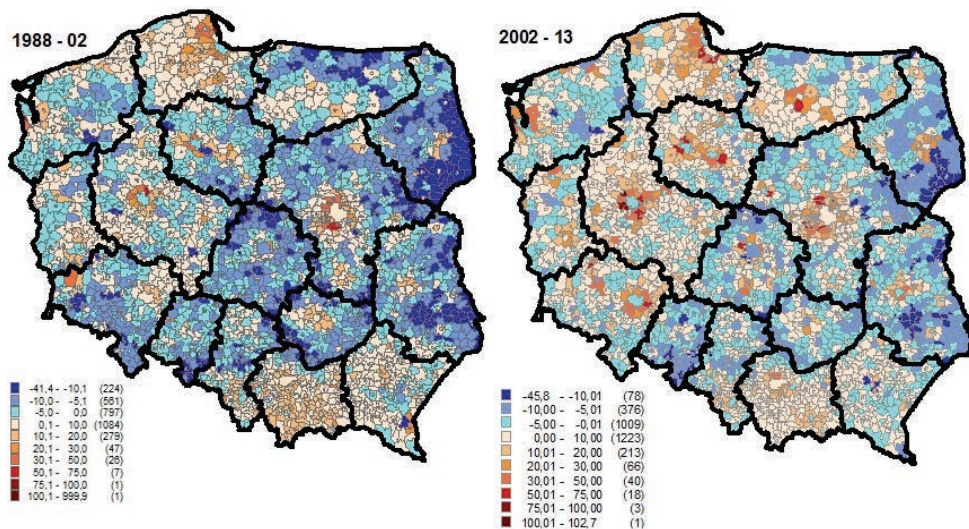 1988 - 02
-41,4 - -10,1 (224)
-10,0 - -5,1 (561)
-5,0 - 0,0 (797)
0,1 - 10,0 (1084)
10,1 - 20,0 (279)
20,1 - 30,0 (47)
30,1 - 50,0 (26)
50,1 - 75,0 (7)
75,1 - 100,0 (1)
100,1 - 999,9 (1)
2002 - 13
-45,8 - -10,01 (78)
-10,00 - -5,01 (376)
-5,00 - -0,01 (1009)
0,00 - 10,00 (1223)
10,01 - 20,00 (213)
20,01 - 30,00 (66)
30,01 - 50,00 (40)
50,01 - 75,00 (18)
75,01 - 100,00 (3)
100,01 - 102,7 (1)